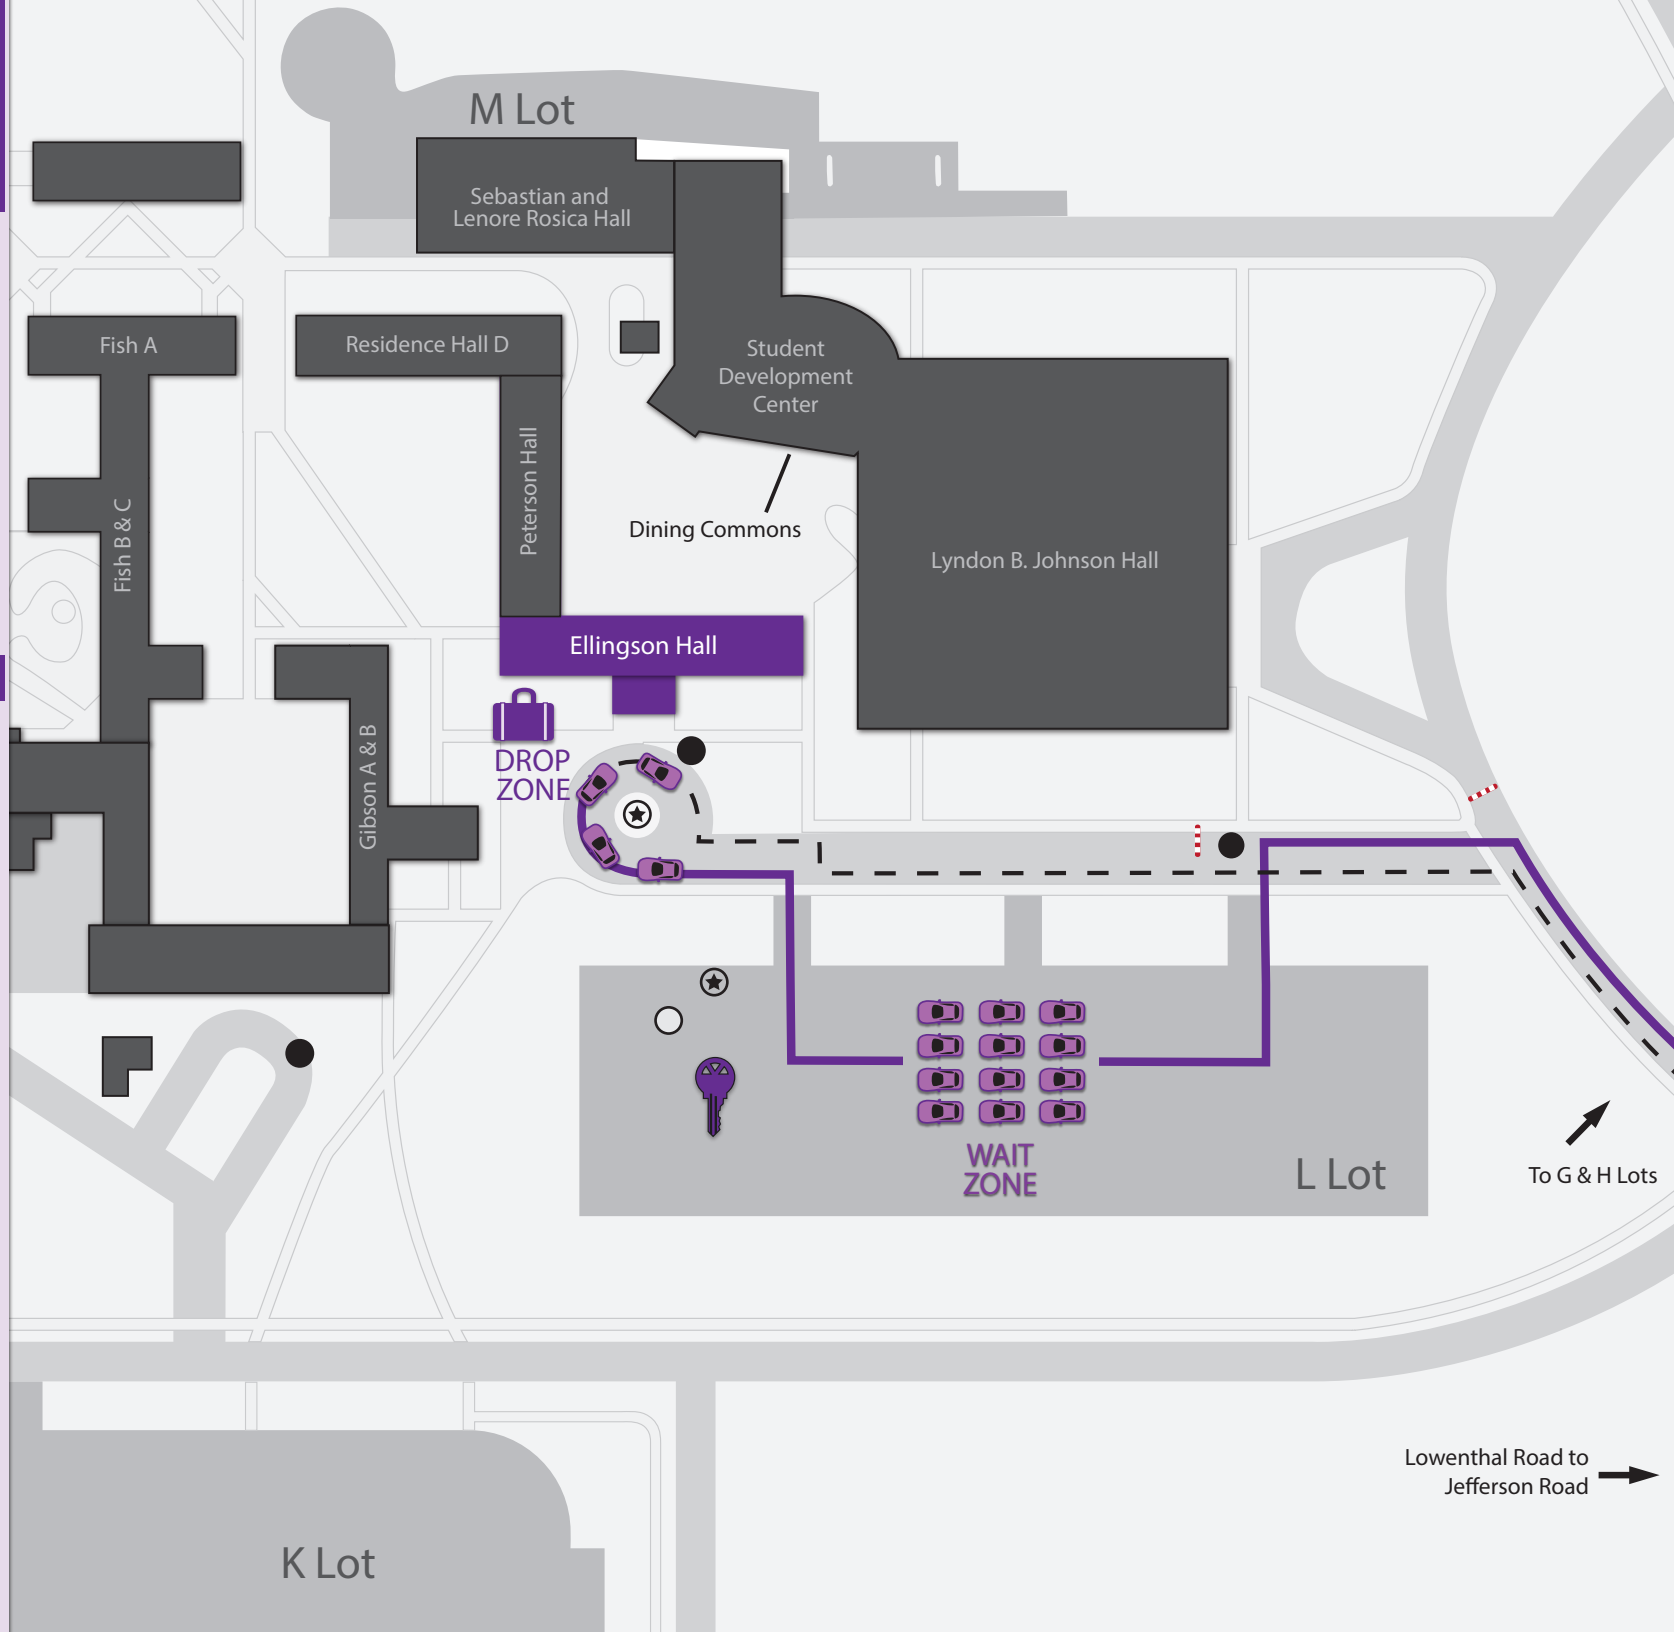 M Lot
Sebastian and
Lenore Rosica Hall
Fish A
Residence Hall D
Student
Development
Center
Peterson Hall
Fish B & C
Dining Commons
Lyndon B. Johnson Hall
Ellingson Hall
DROP
ZONE
Gibson A & B
WAIT
ZONE
L Lot
To G & H Lots
Lowenthal Road to
Jefferson Road
K Lot